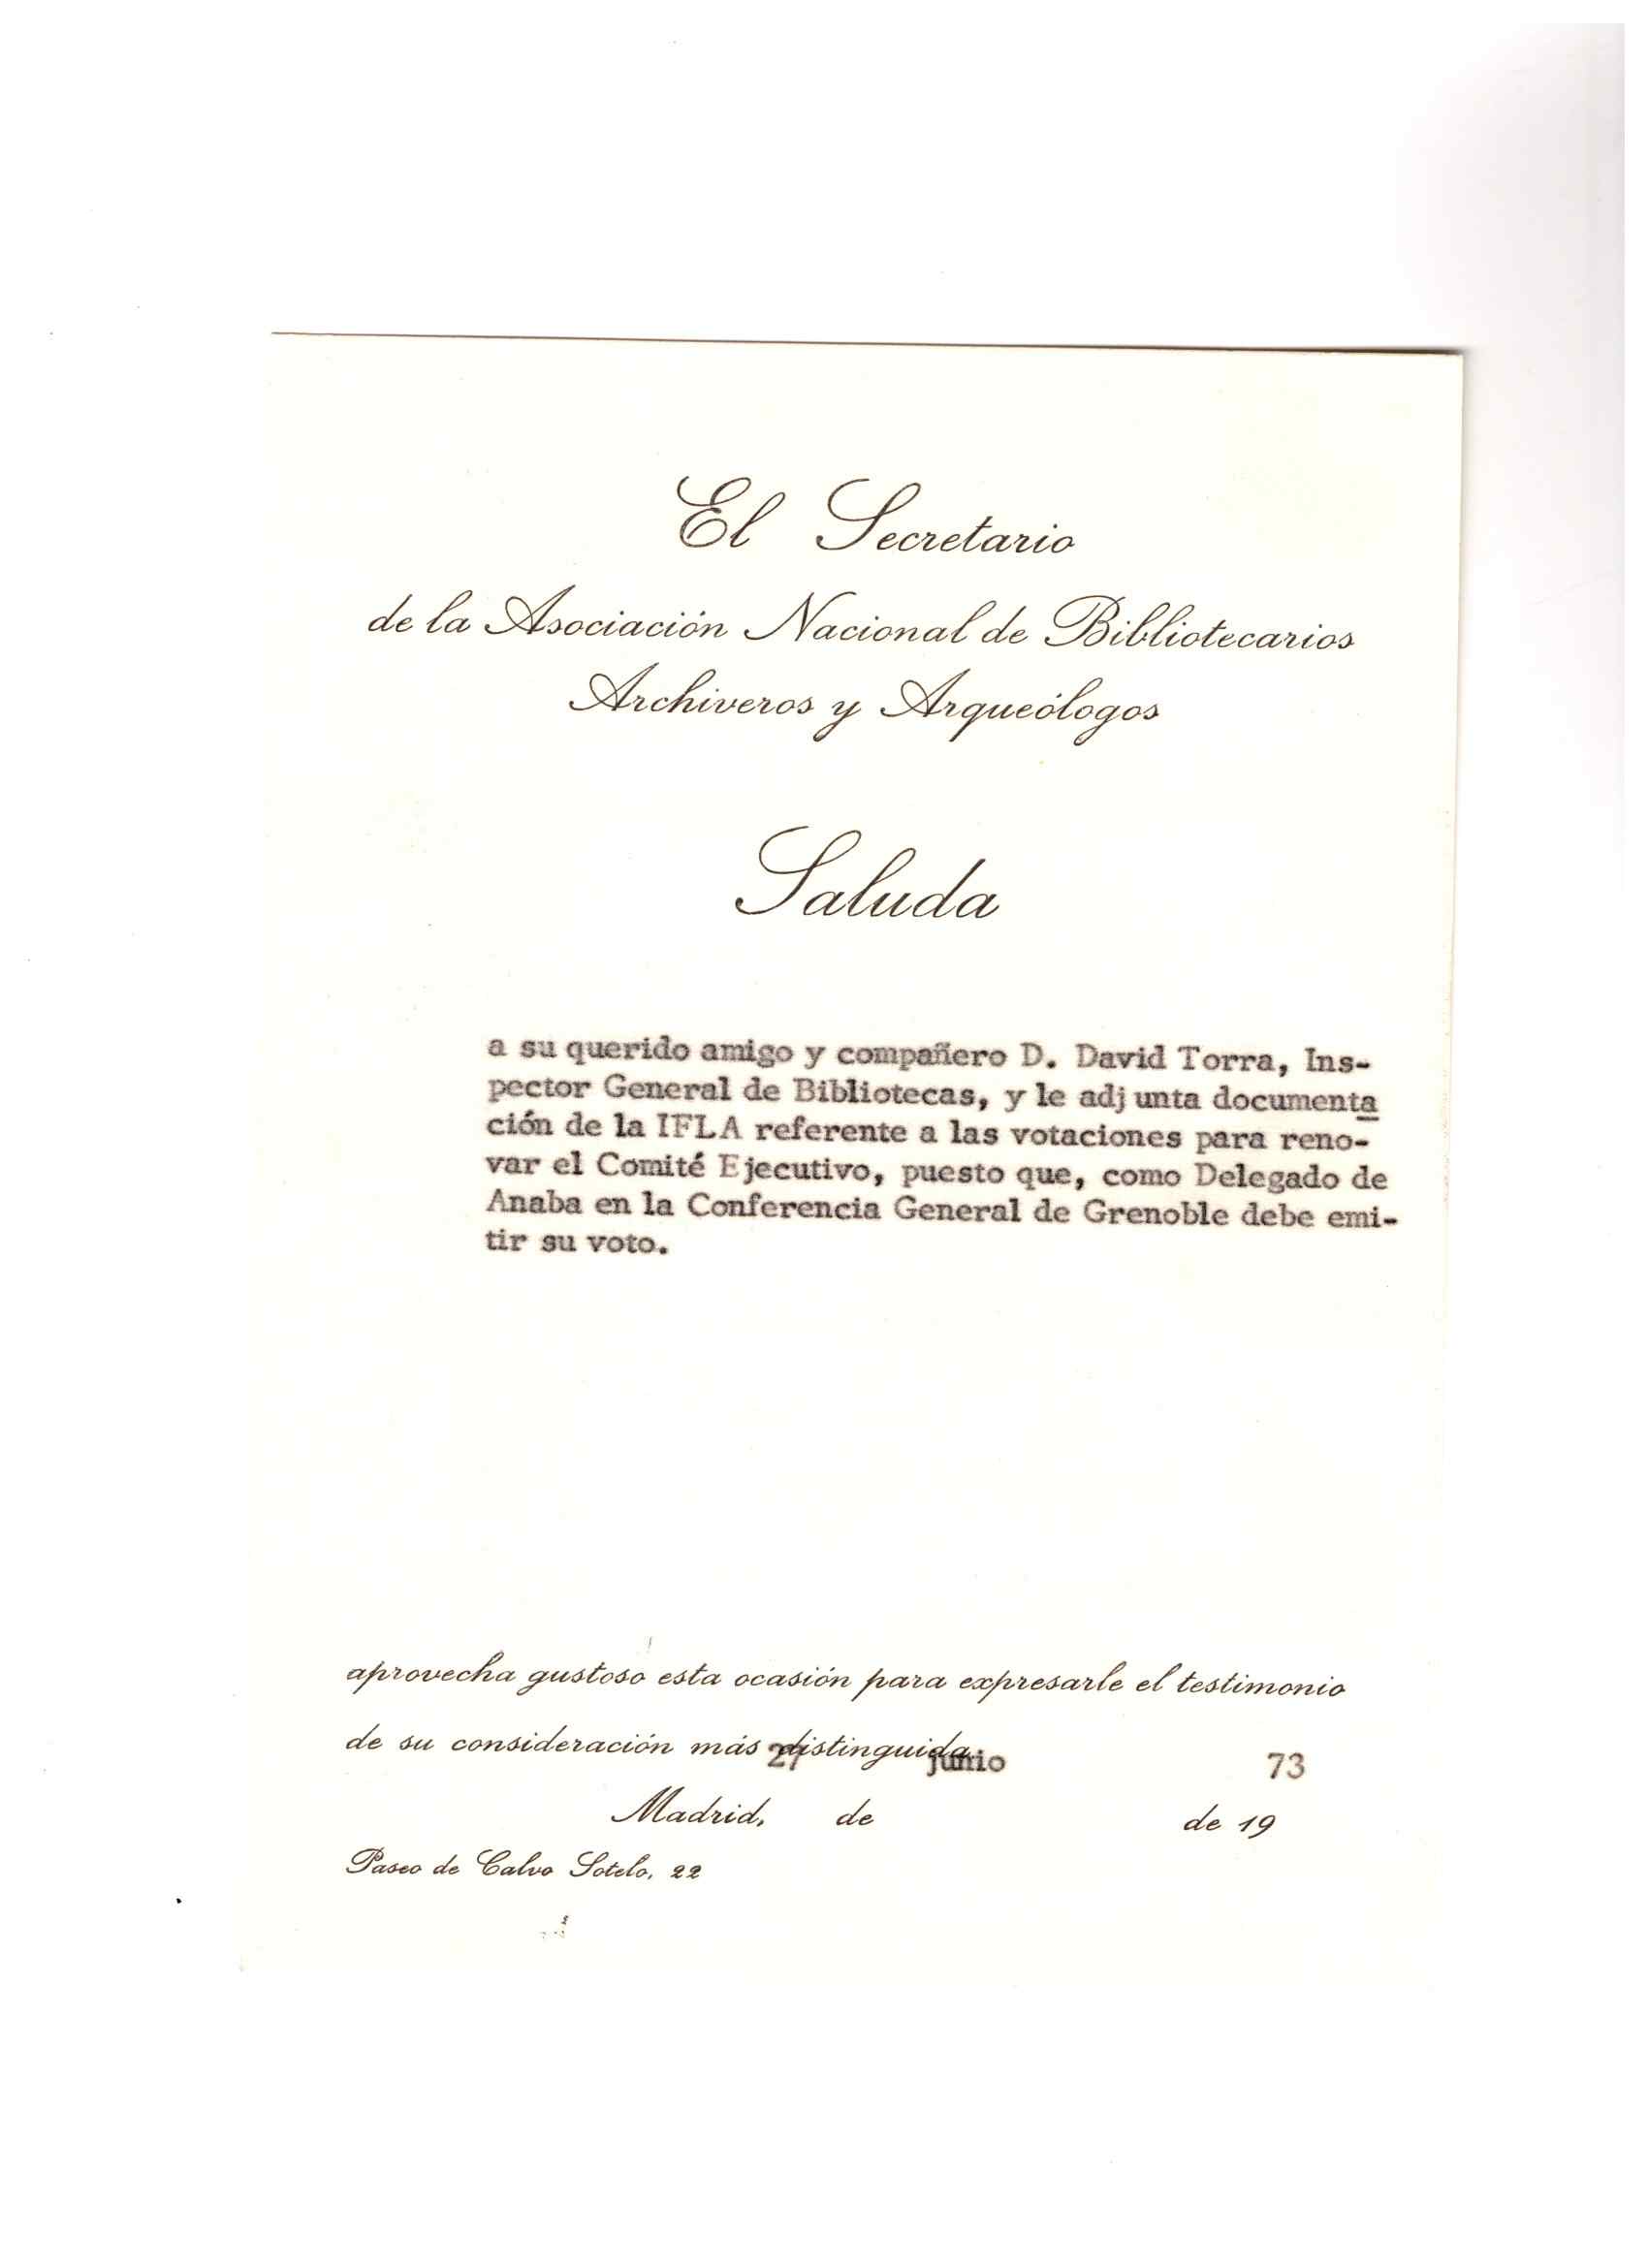 El Secretario
de la Asociación Nacional de Bibliotecarios
Archiveros y Arqueólogos
Saluda
a su querido amigo y compañero D. David Torra, Ins-
pector General de Bibliotecas, y le adjunta documenta
ción de la IFLA referente a las votaciones para reno-
var el Comité Ejecutivo, puesto que, como Delegado de
Anaba en la Conferencia General de Grenoble debe emi-
tir su voto.
aprovecha gustoso esta ocasión para expresarle el testimonio
de su consideración más distinguida.
27 junio 73
Madrid, de de 19
Paseo de Calvo Sotelo, 22